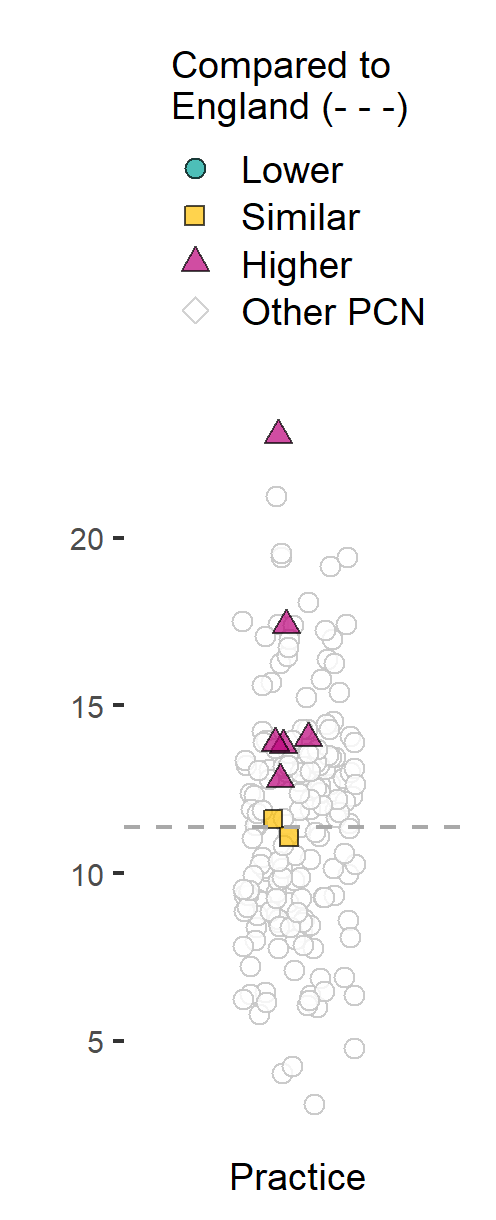 Compared to
England (- - -)
Lower
Similar
Higher
Other PCN
20
15
10
5
Practice